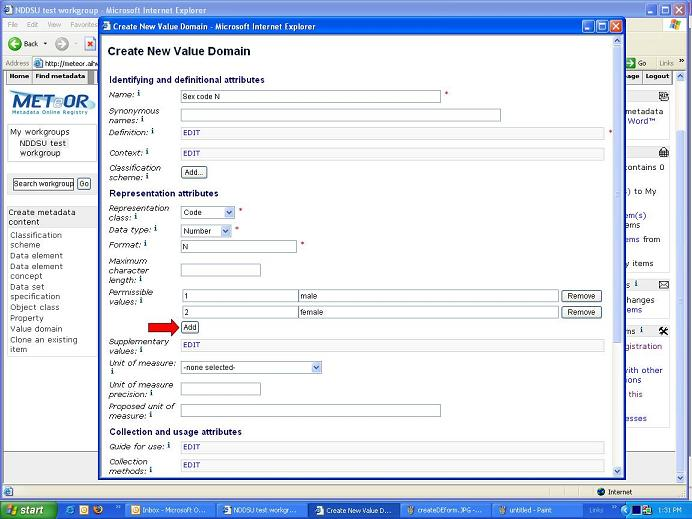 NDDSU test workgroup - Microsoft Internet Explorer
File Edit View Favorites
Back
Address http://meteor.aihw
Go Links
Home Find metadata
Logout
METeOR
Metadata Online Registry
My workgroups
NDDSU test
workgroup
Search workgroup Go
Create metadata
content
Classification
scheme
Data element
Data element
concept
Data set
specification
Object class
Property
Value domain
Clone an existing
item
Create New Value Domain - Microsoft Internet Explorer
Create New Value Domain
Identifying and definitional attributes
Name: i Sex code N *
Synonymous
names: i
Definition: i EDIT *
Context: i EDIT
Classification
scheme: i Add...
Representation attributes
Representation
class: i Code *
Data type: i Number *
Format: i N *
Maximum
character
length: i
Permissible
values: i
1 male Remove
2 female Remove
Add
Supplementary
values: i EDIT
Unit of measure:
i -none selected-
Unit of measure
precision: i
Proposed unit of
measure: i
Collection and usage attributes
Guide for use: i EDIT
Collection
methods: i EDIT
metadata
Word™
contains 0
) to My
m(s)
ems from
y items
s i
changes
items
ms i
egistration
with other
ions
this
esses
Internet
start
Inbox - Microsoft O...
NDDSU test workgr...
Create New Value D...
createDEForm.JPG -...
untitled - Paint
Links
1:31 PM